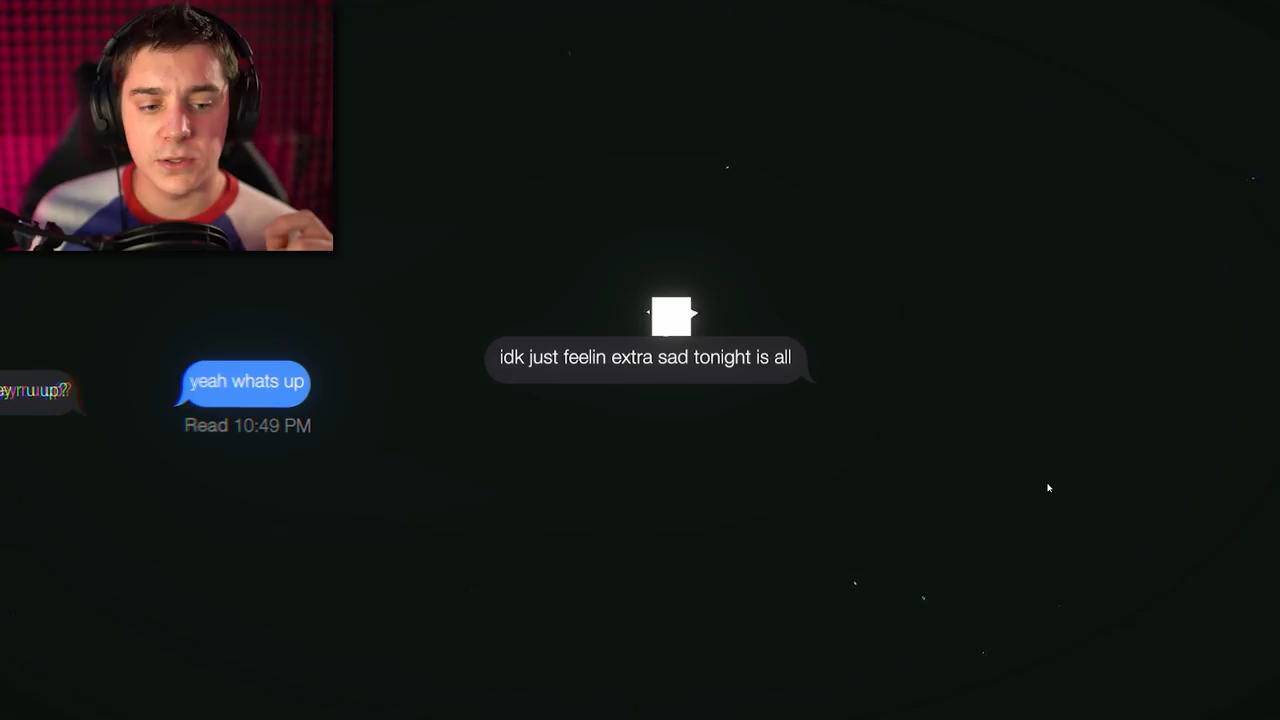 yeah whats up
Read 10:49 PM
idk just feelin extra sad tonight is all